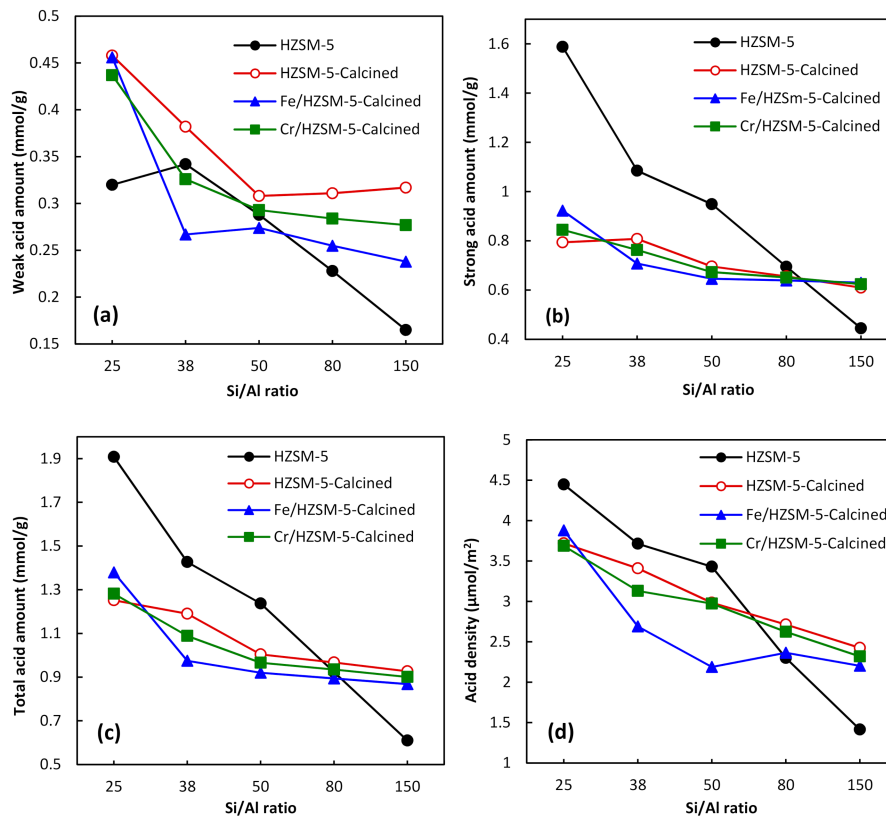 0.5
0.45
0.4
0.35
0.3
0.25
0.2
0.15
Weak acid amount (mmol/g)
HZSM-5
HZSM-5-Calcined
Fe/HZSM-5-Calcined
Cr/HZSM-5-Calcined
(a)
25 38 50 80 150
Si/Al ratio
1.6
1.4
1.2
1
0.8
0.6
0.4
Strong acid amount (mmol/g)
HZSM-5
HZSM-5-Calcined
Fe/HZSm-5-Calcined
Cr/HZSM-5-Calcined
(b)
25 38 50 80 150
Si/Al ratio
1.9
1.7
1.5
1.3
1.1
0.9
0.7
0.5
Total acid amount (mmol/g)
HZSM-5
HZSM-5-Calcined
Fe/HZSM-5-Calcined
Cr/HZSM-5-Calcined
(c)
25 38 50 80 150
Si/Al ratio
5
4.5
4
3.5
3
2.5
2
1.5
1
Acid density (µmol/m²)
HZSM-5
HZSM-5-Calcined
Fe/HZSM-5-Calcined
Cr/HZSM-5-Calcined
(d)
25 38 50 80 150
Si/Al ratio